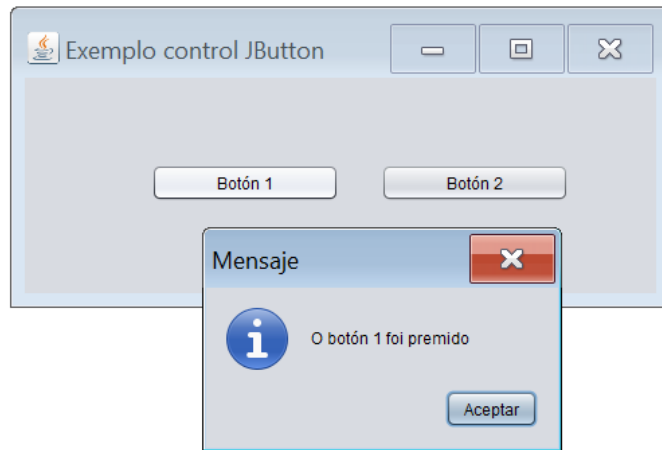 Exemplo control JButton
Botón 1 Botón 2
Mensaje
O botón 1 foi premido
Aceptar